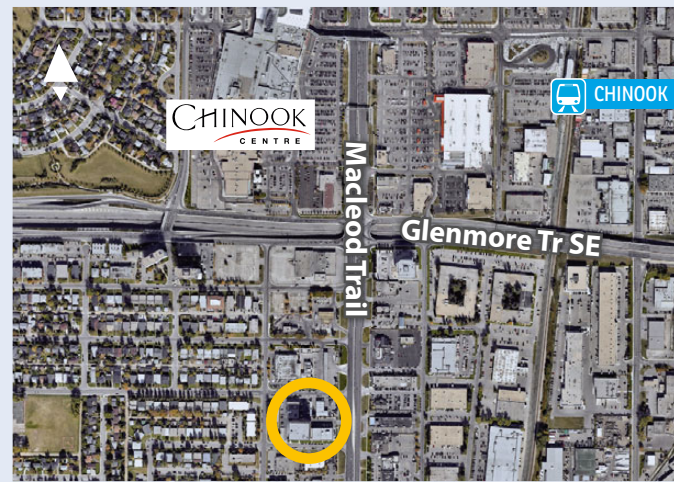 CHINOOK
CHINOOK
CENTRE
Macleod Trail
Glenmore Tr SE